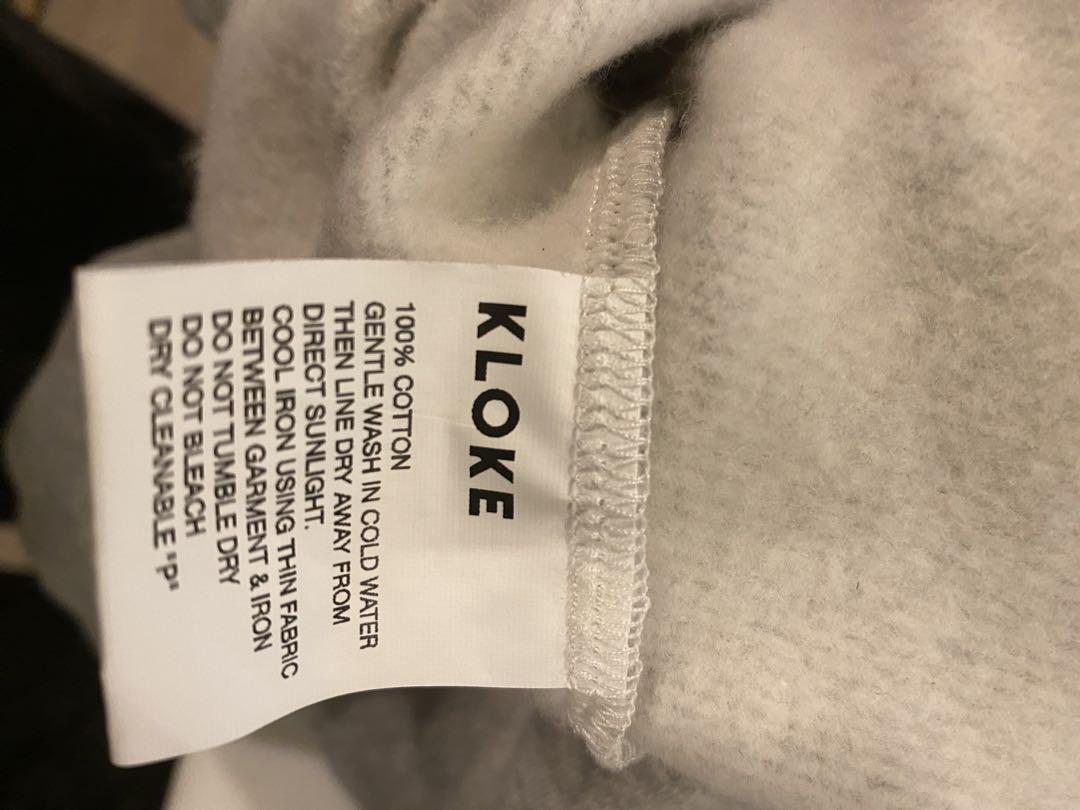 KLOKE
100% COTTON
GENTLE WASH IN COLD WATER
THEN LINE DRY AWAY FROM
DIRECT SUNLIGHT.
COOL IRON USING THIN FABRIC
BETWEEN GARMENT & IRON
DO NOT TUMBLE DRY
DO NOT BLEACH
DRY CLEANABLE "P"